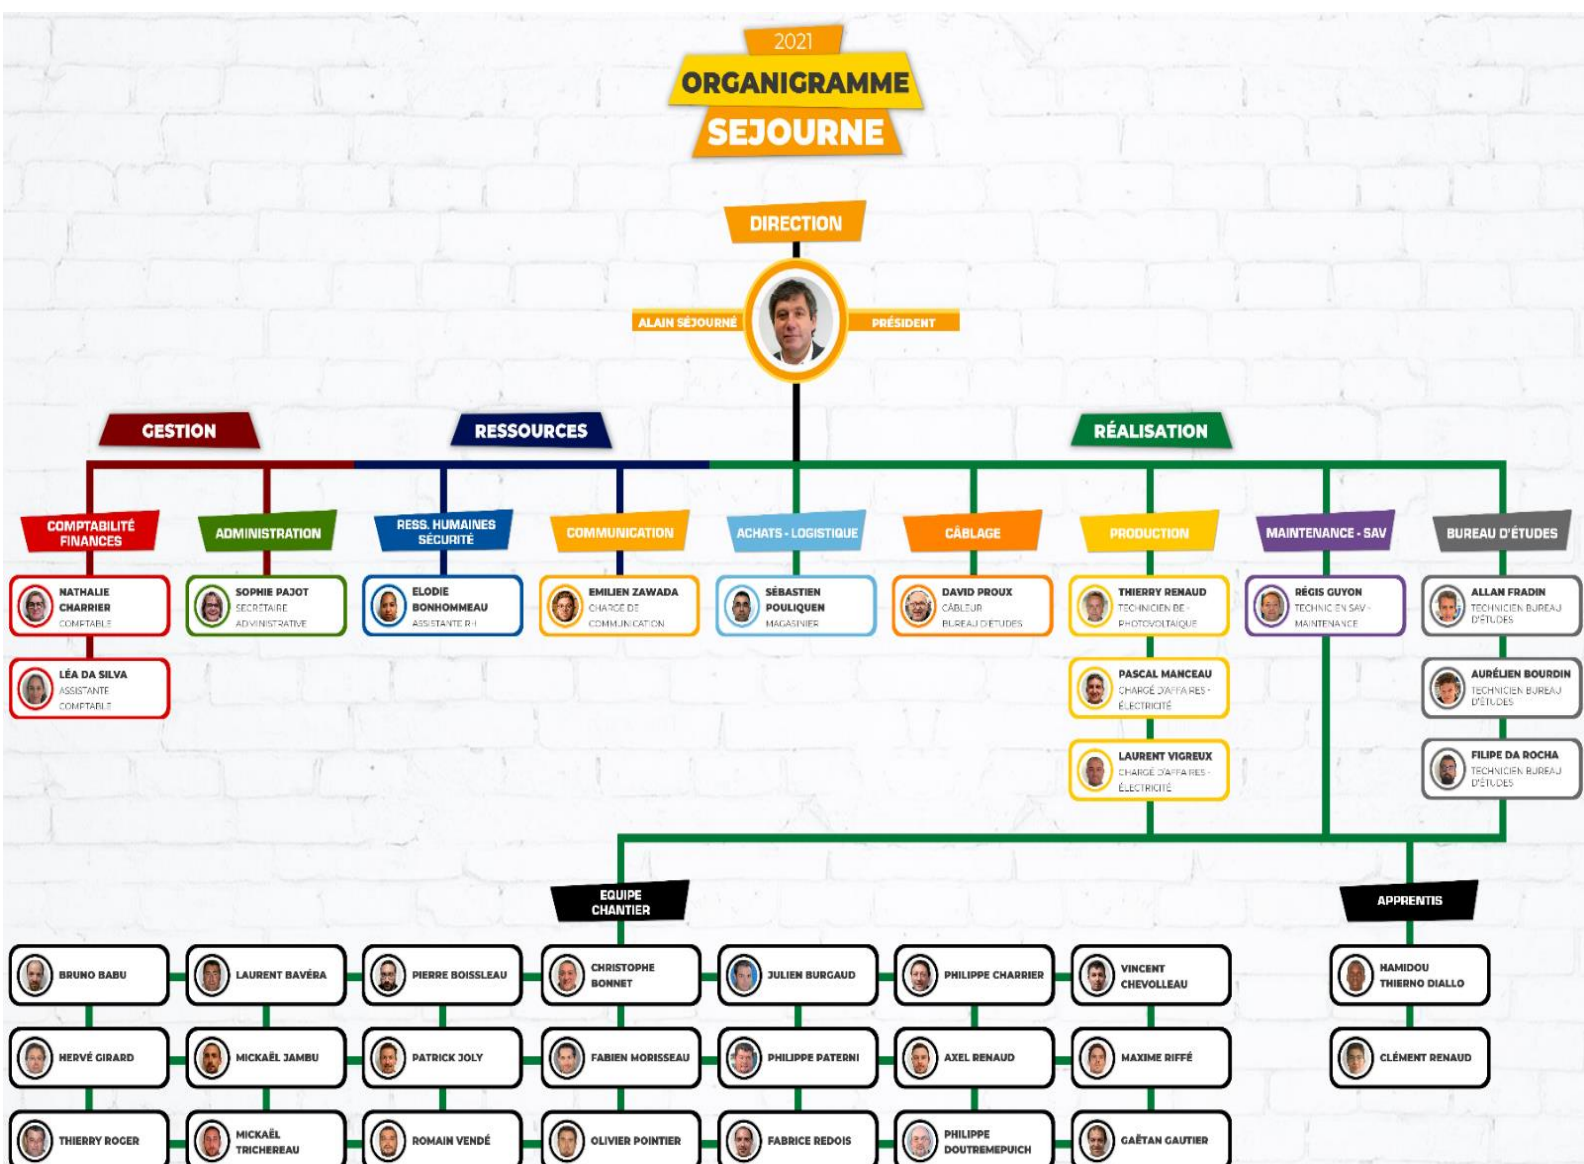 2021
ORGANIGRAMME
SEJOURNE
DIRECTION
ALAIN SÉJOURNÉ
PRÉSIDENT
GESTION
RESSOURCES
RÉALISATION
COMPTABILITÉ
FINANCES
ADMINISTRATION
RESS. HUMAINES
SÉCURITÉ
COMMUNICATION
ACHATS - LOGISTIQUE
CÂBLAGE
PRODUCTION
MAINTENANCE - SAV
BUREAU D'ÉTUDES
NATHALIE
CHARRIER
COMPTABLE
SOPHIE PAJOT
SECRÉTAIRE
ADMINISTRATIVE
ELODIE
BONHOMMEAU
ASSISTANTE RH
EMILIEN ZAWADA
CHARGÉ DE
COMMUNICATION
SÉBASTIEN
POULIQUEN
MAGASINIER
DAVID PROUX
CÂBLEUR
BUREAU D'ÉTUDES
THIERRY RENAUD
TECHNICIEN BE -
PHOTOVOLTAÏQUE
RÉGIS GUYON
TECHNICIEN SAV -
MAINTENANCE
ALLAN FRADIN
TECHNICIEN BUREAU
D'ÉTUDES
LÉA DA SILVA
ASSISTANTE
COMPTABLE
PASCAL MANCEAU
CHARGÉ D'AFFAIRES -
ÉLECTRICITÉ
AURÉLIEN BOURDIN
TECHNICIEN BUREAU
D'ÉTUDES
LAURENT VIGREUX
CHARGÉ D'AFFAIRES -
ÉLECTRICITÉ
FILIPE DA ROCHA
TECHNICIEN BUREAU
D'ÉTUDES
EQUIPE
CHANTIER
APPRENTIS
BRUNO BABU
LAURENT BAVÉRA
PIERRE BOISSLEAU
CHRISTOPHE
BONNET
JULIEN BURGAUD
PHILIPPE CHARRIER
VINCENT
CHEVOLLEAU
HAMIDOU
THIERNO DIALLO
HERVÉ GIRARD
MICKAËL JAMBU
PATRICK JOLY
FABIEN MORISSEAU
PHILIPPE PATERNI
AXEL RENAUD
MAXIME RIFFÉ
CLÉMENT RENAUD
THIERRY ROGER
MICKAËL
TRICHEREAU
ROMAIN VENDÉ
OLIVIER POINTIER
FABRICE REDOIS
PHILIPPE
DOUTREMEPUICH
GAËTAN GAUTIER